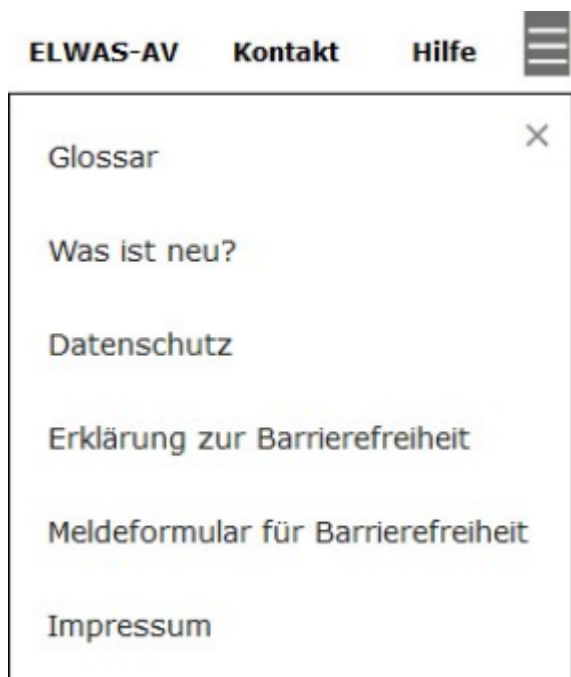 ELWAS-AV Kontakt Hilfe
Glossar
Was ist neu?
Datenschutz
Erklärung zur Barrierefreiheit
Meldeformular für Barrierefreiheit
Impressum